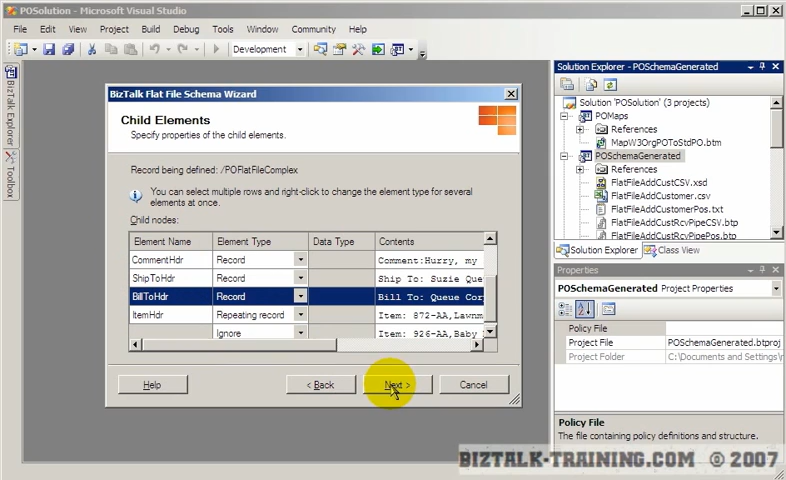 POSolution - Microsoft Visual Studio
File Edit View Project Build Debug Tools Window Community Help
Development
BizTalk Explorer
Toolbox
BizTalk Flat File Schema Wizard
Child Elements
Specify properties of the child elements.
Record being defined: /POFlatFileComplex
You can select multiple rows and right-click to change the element type for several
elements at once.
Child nodes:
Element Name Element Type Data Type Contents
CommentHdr Record Comment:Hurry, my
ShipToHdr Record Ship To: Suzie Que
BillToHdr Record Bill To: Queue Cor
ItemHdr Repeating record Item: 872-AA,Lawnm
Ignore Item: 926-AA,Baby
Help < Back Next > Cancel
Solution Explorer - POSchemaGenerated
Solution 'POSolution' (3 projects)
POMaps
References
MapW3OrgPOToStdPO.btm
POSchemaGenerated
References
FlatFileAddCustCSV.xsd
FlatFileAddCustomer.csv
FlatFileAddCustomerPos.txt
FlatFileAddCustRcvPipeCSV.btp
FlatFileAddCustRcvPipePos.btp
Solution Explorer Class View
Properties
POSchemaGenerated Project Properties
Policy File
Project File POSchemaGenerated.btproj
Project Folder C:\Documents and Settings\
Policy File
The file containing policy definitions and structure.
BIZTALK-TRAINING.COM © 2007